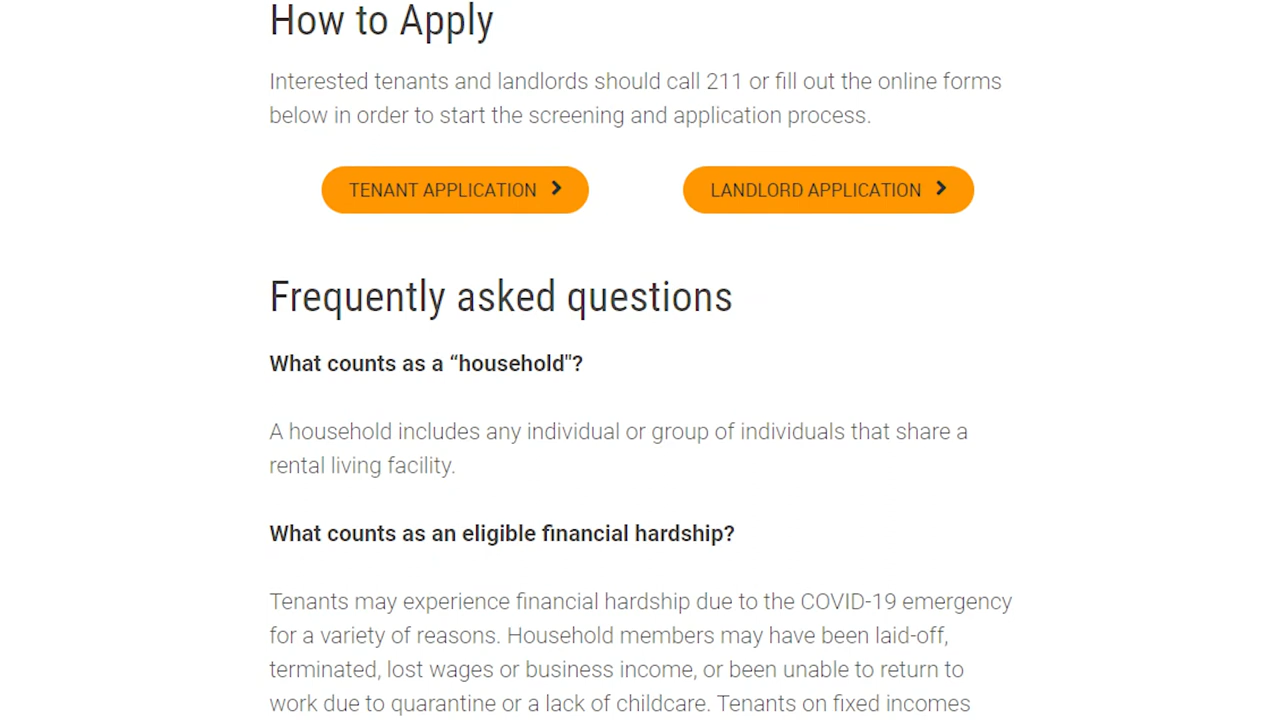 How to Apply
Interested tenants and landlords should call 211 or fill out the online forms
below in order to start the screening and application process.
TENANT APPLICATION
LANDLORD APPLICATION
Frequently asked questions
What counts as a “household"?
A household includes any individual or group of individuals that share a
rental living facility.
What counts as an eligible financial hardship?
Tenants may experience financial hardship due to the COVID-19 emergency
for a variety of reasons. Household members may have been laid-off,
terminated, lost wages or business income, or been unable to return to
work due to quarantine or a lack of childcare. Tenants on fixed incomes